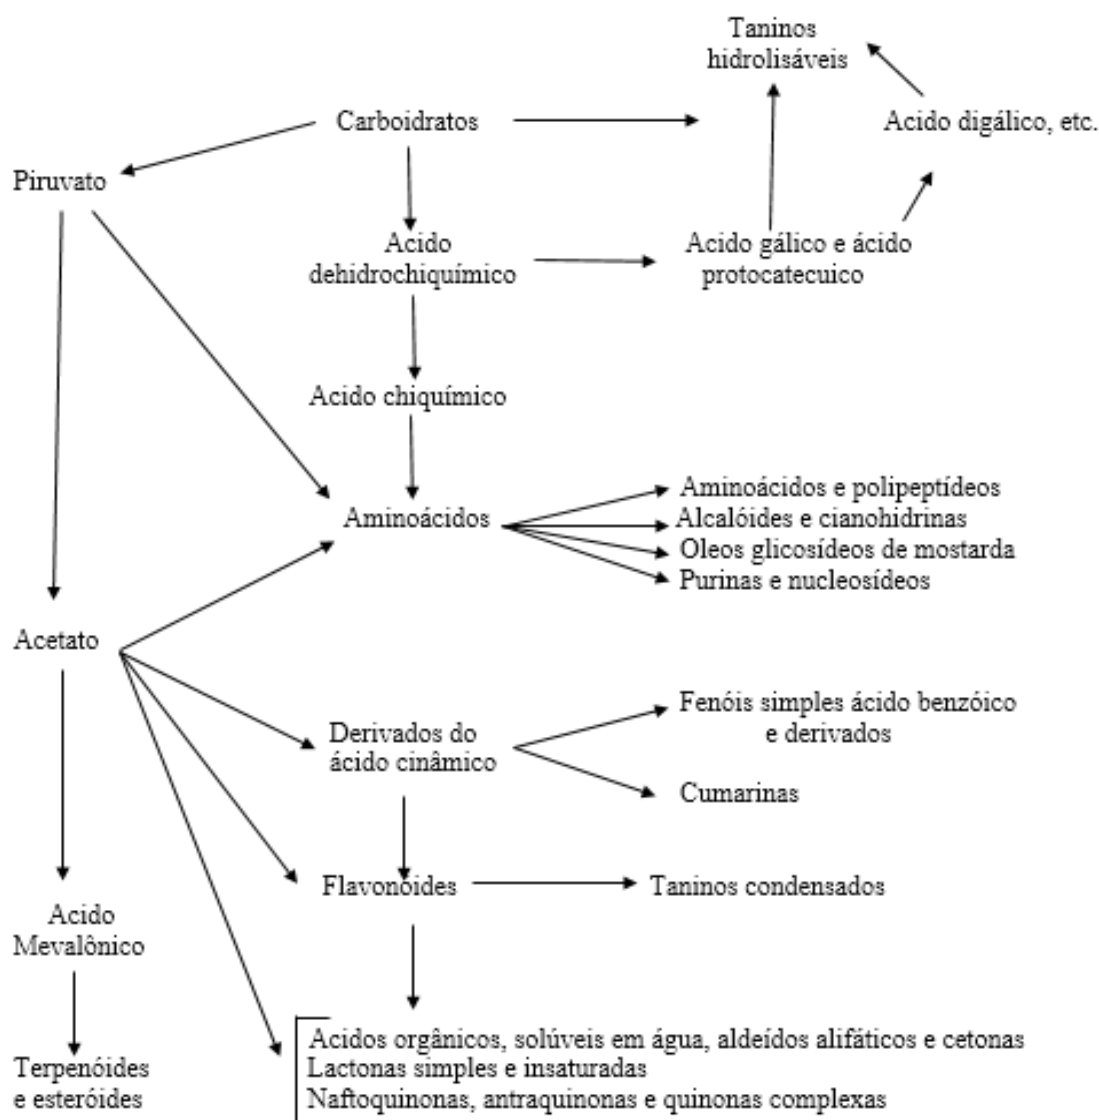 Taninos
hidrolisáveis
Carboidratos
Acido digálico, etc.
Piruvato
Acido
dehidrochiquímico
Acido gálico e ácido
protocatecuico
Acido chiquímico
Aminoácidos
Aminoácidos e polipeptídeos
Alcalóides e cianohidrinas
Oleos glicosídeos de mostarda
Purinas e nucleosídeos
Acetato
Derivados do
ácido cinâmico
Fenóis simples ácido benzóico
e derivados
Cumarinas
Flavonóides
Taninos condensados
Acido
Mevalônico
Terpenóides
e esteróides
Acidos orgânicos, solúveis em água, aldeídos alifáticos e cetonas
Lactonas simples e insaturadas
Naftoquinonas, antraquinonas e quinonas complexas